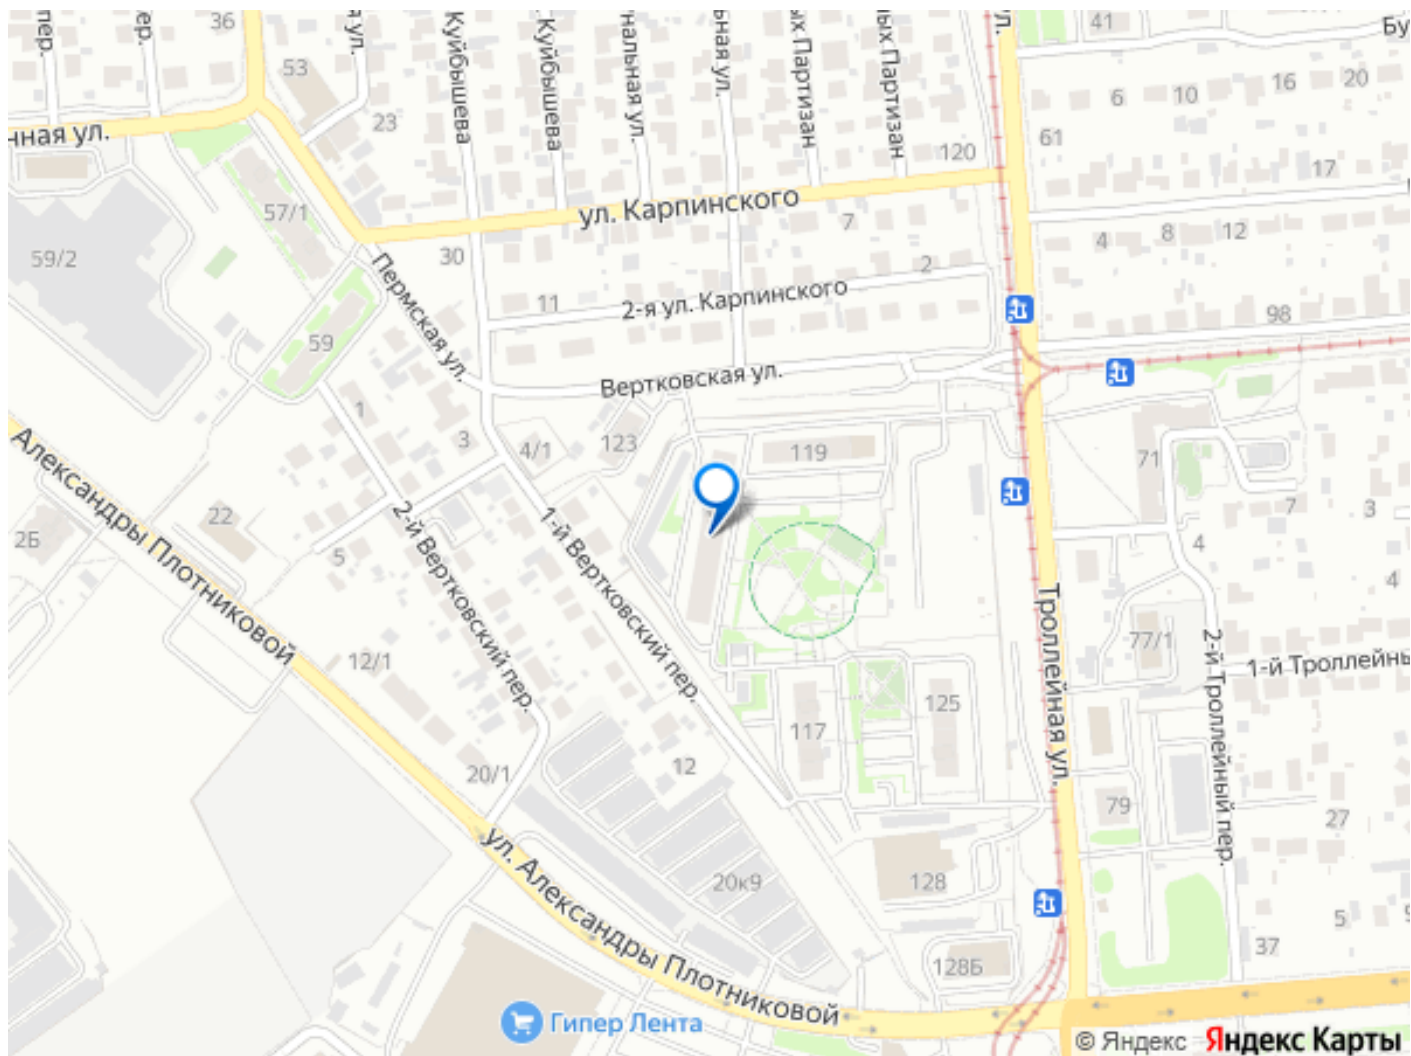 36
пер.
пер.
я ул.
Куйбышева
Куйбышева
нальная ул.
ьная ул.
ых Партизан
ных Партизан
ул.
41
Бу
53
23
6
10
16
20
нная ул.
120
61
17
57/1
ул. Карпинского
7
4
8
12
59/2
30
Пермская ул.
2
11
2-я ул. Карпинского
98
59
Вертковская ул.
1
3
4/1
123
119
71
Александры Плотниковой
22
2Б
5
2-й Вертковский пер.
1-й Вертковский пер.
7
3
4
4
Троллейная ул.
77/1
2-й Троллейный пер.
1-й Троллейны
12/1
117
125
12
20/1
79
27
ул. Александры Плотниковой
20к9
128
5
37
128Б
Гипер Лента
© Яндекс Яндекс Карты